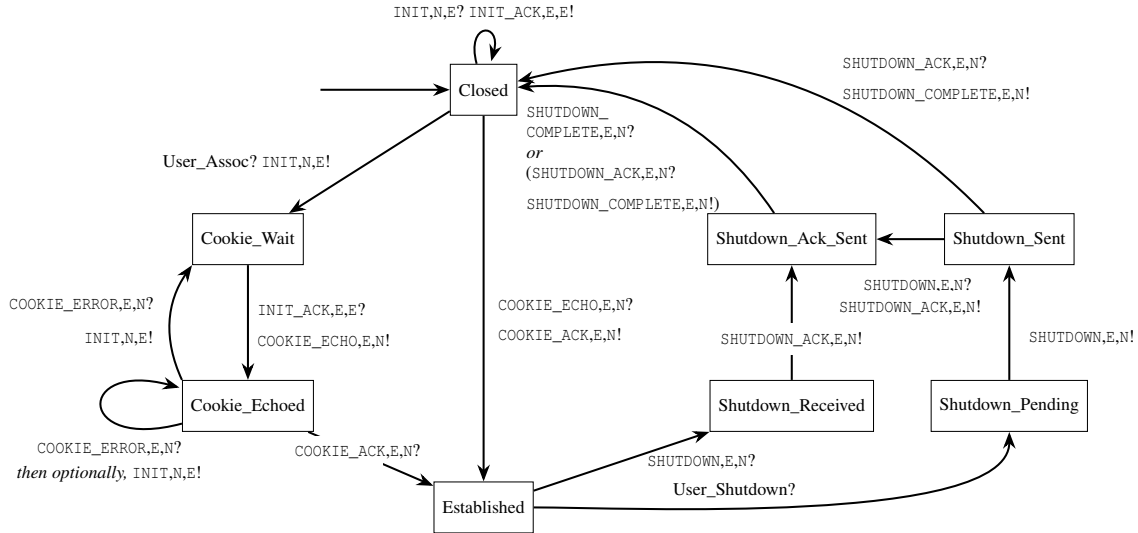 INIT,N,E? INIT_ACK,E,E!
Closed
SHUTDOWN_ACK,E,N?
SHUTDOWN_COMPLETE,E,N!
SHUTDOWN_
COMPLETE,E,N?
or
(SHUTDOWN_ACK,E,N?
SHUTDOWN_COMPLETE,E,N!)
User_Assoc? INIT,N,E!
Cookie_Wait
Shutdown_Ack_Sent
Shutdown_Sent
COOKIE_ERROR,E,N?
INIT,N,E!
INIT_ACK,E,E?
COOKIE_ECHO,E,N!
COOKIE_ECHO,E,N?
COOKIE_ACK,E,N!
SHUTDOWN,E,N?
SHUTDOWN_ACK,E,N!
SHUTDOWN_ACK,E,N!
SHUTDOWN,E,N!
Cookie_Echoed
Shutdown_Received
Shutdown_Pending
COOKIE_ERROR,E,N?
then optionally, INIT,N,E!
COOKIE_ACK,E,N?
SHUTDOWN,E,N?
User_Shutdown?
Established